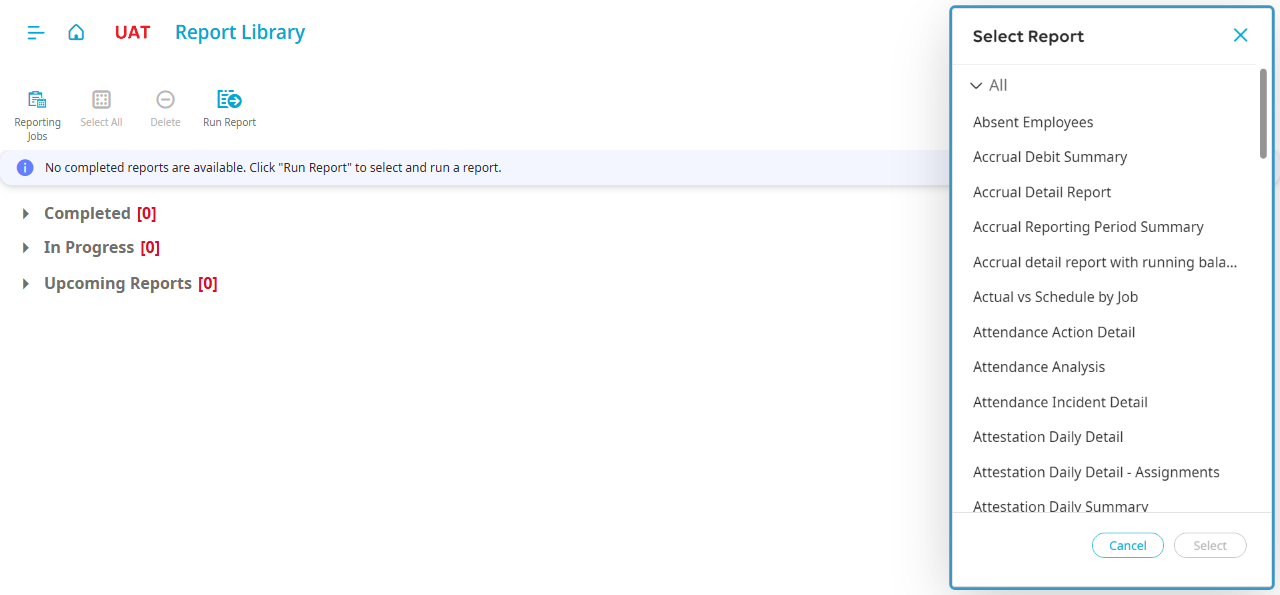 UAT
Report Library
Reporting Jobs
Select All
Delete
Run Report
No completed reports are available. Click "Run Report" to select and run a report.
Completed [0]
In Progress [0]
Upcoming Reports [0]
Select Report
All
Absent Employees
Accrual Debit Summary
Accrual Detail Report
Accrual Reporting Period Summary
Accrual detail report with running bala...
Actual vs Schedule by Job
Attendance Action Detail
Attendance Analysis
Attendance Incident Detail
Attestation Daily Detail
Attestation Daily Detail - Assignments
Attestation Daily Summary
Cancel
Select